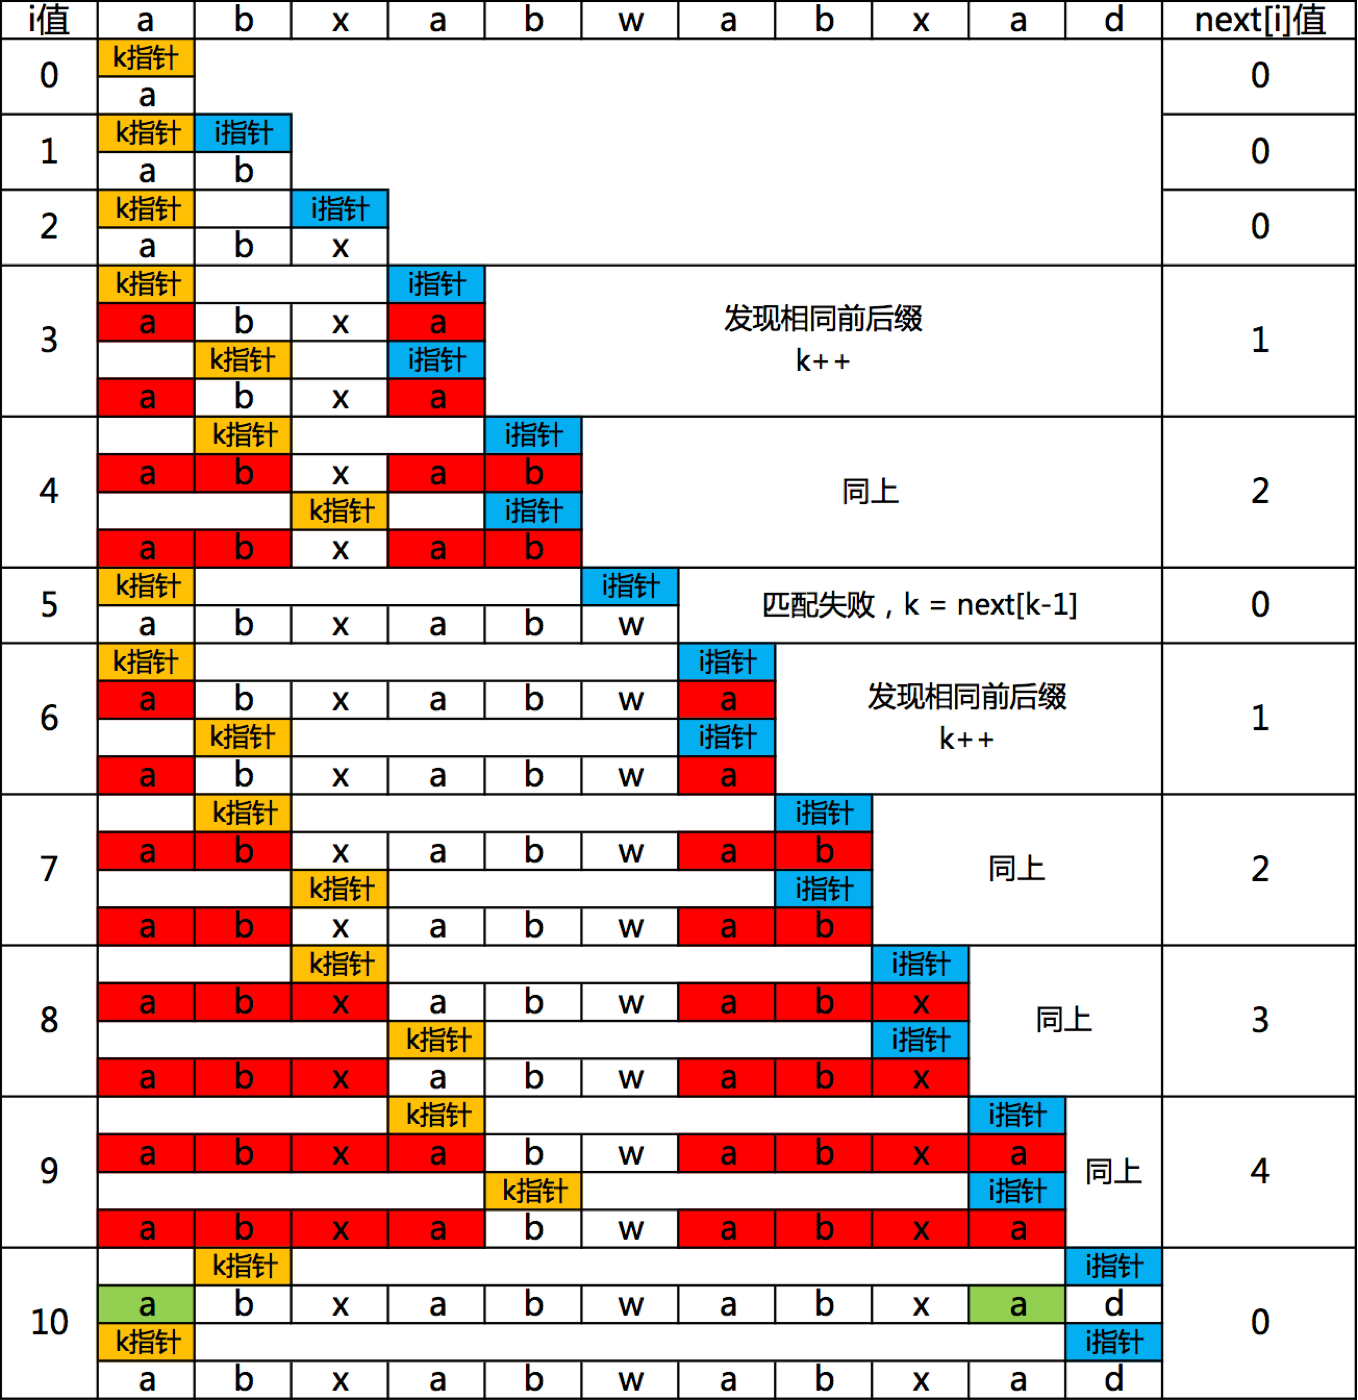 i值 a b x a b w a b x a d next[i]值
k指针
0 0
a
k指针 i指针
1 0
a b
k指针 i指针
2 0
a b x
k指针 i指针
a b x a 发现相同前后缀
3 1
k指针 i指针 k++
a b x a
k指针 i指针
a b x a b
4 同上 2
k指针 i指针
a b x a b
k指针 i指针
5 匹配失败，k = next[k-1] 0
a b x a b w
k指针 i指针
a b x a b w a 发现相同前后缀
6 1
k指针 i指针 k++
a b x a b w a
k指针 i指针
a b x a b w a b
7 同上 2
k指针 i指针
a b x a b w a b
k指针 i指针
a b x a b w a b x
8 同上 3
k指针 i指针
a b x a b w a b x
k指针 i指针
a b x a b w a b x a
9 同上 4
k指针 i指针
a b x a b w a b x a
k指针 i指针
a b x a b w a b x a d
10 0
k指针 i指针
a b x a b w a b x a d